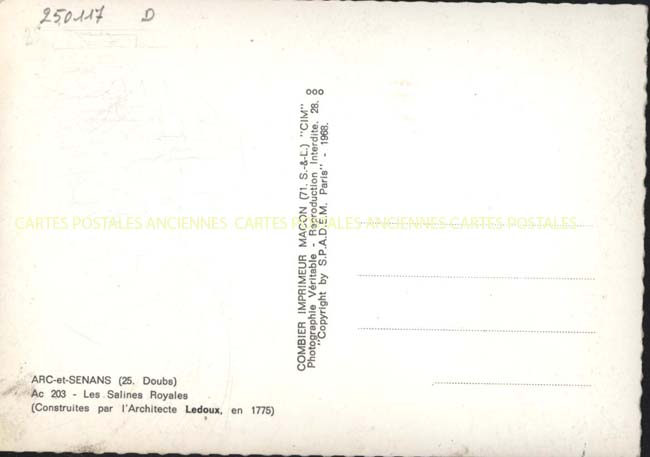 250117 D
ooo
COMBIER IMPRIMEUR MACON (71. S.-&-L.) "CIM"
Photographie Véritable - Reproduction Interdite. 28.
"Copyright by S.P.A.D.E.M. Paris" - 1968.
CARTES POSTALES ANCIENNES CARTES POSTALES ANCIENNES CARTES POSTALES
ARC-et-SENANS (25. Doubs)
Ac 203 - Les Salines Royales
(Construites par l'Architecte Ledoux, en 1775)